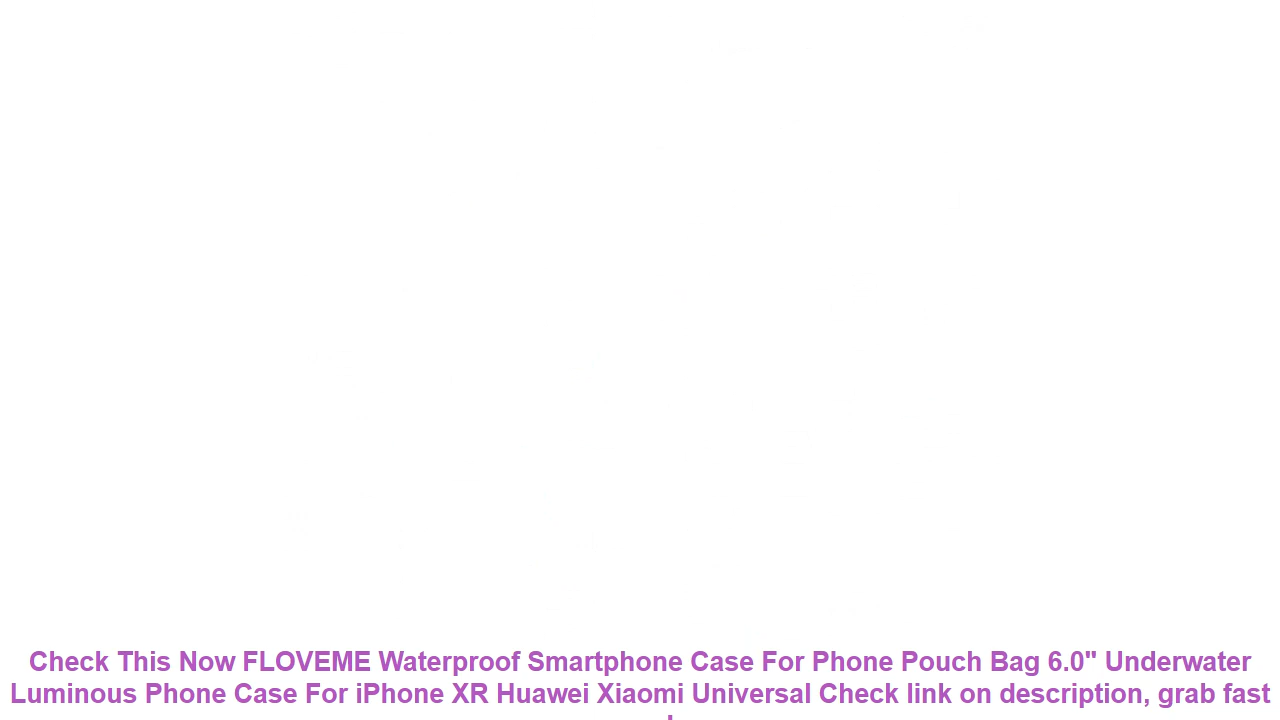 Check This Now FLOVEME Waterproof Smartphone Case For Phone Pouch Bag 6.0" Underwater
Luminous Phone Case For iPhone XR Huawei Xiaomi Universal Check link on description, grab fast